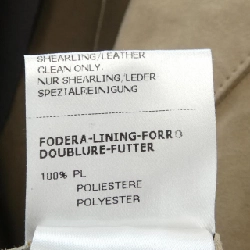 SHEARLING/LEATHER
CLEAN ONLY
NUR SHEARLING/LEDER
SPEZIALREINIGUNG
FODERA-LINING-FORRO
DOUBLURE-FUTTER
100% PL
POLIESTERE
POLYESTER